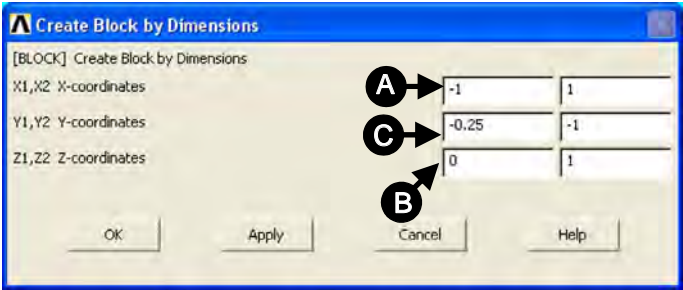 Create Block by Dimensions
[BLOCK] Create Block by Dimensions
X1,X2 X-coordinates A -1 1
Y1,Y2 Y-coordinates C -0.25 -1
Z1,Z2 Z-coordinates B 0 1
OK Apply Cancel Help